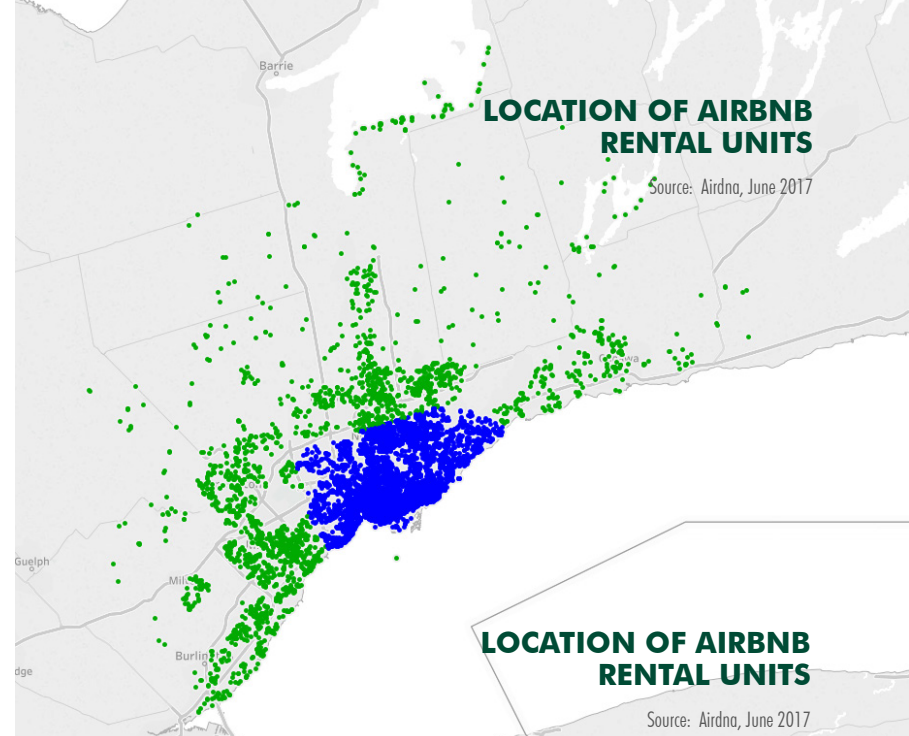 Barrie
LOCATION OF AIRBNB
RENTAL UNITS
Source: Airdna, June 2017
Guelph
LOCATION OF AIRBNB
RENTAL UNITS
Source: Airdna, June 2017